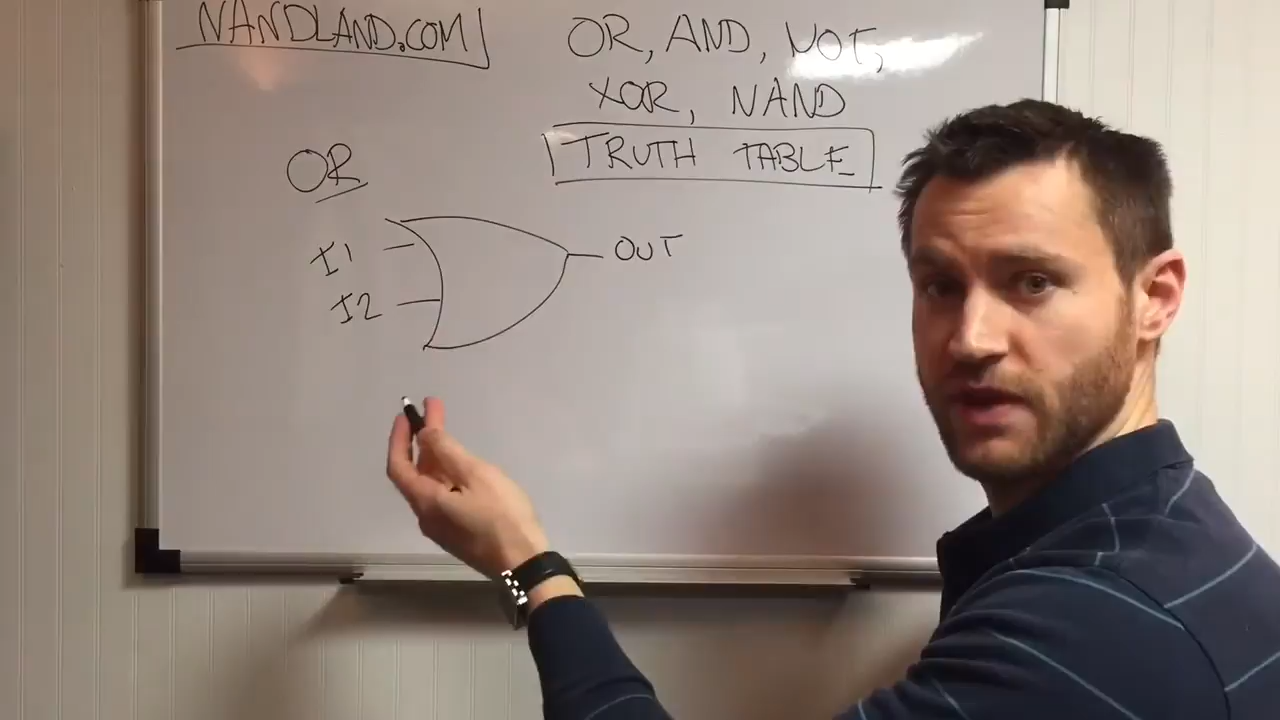 NANDLAND.COM
OR, AND, NOT,
XOR, NAND
TRUTH TABLE
OR
I1
I2
OUT